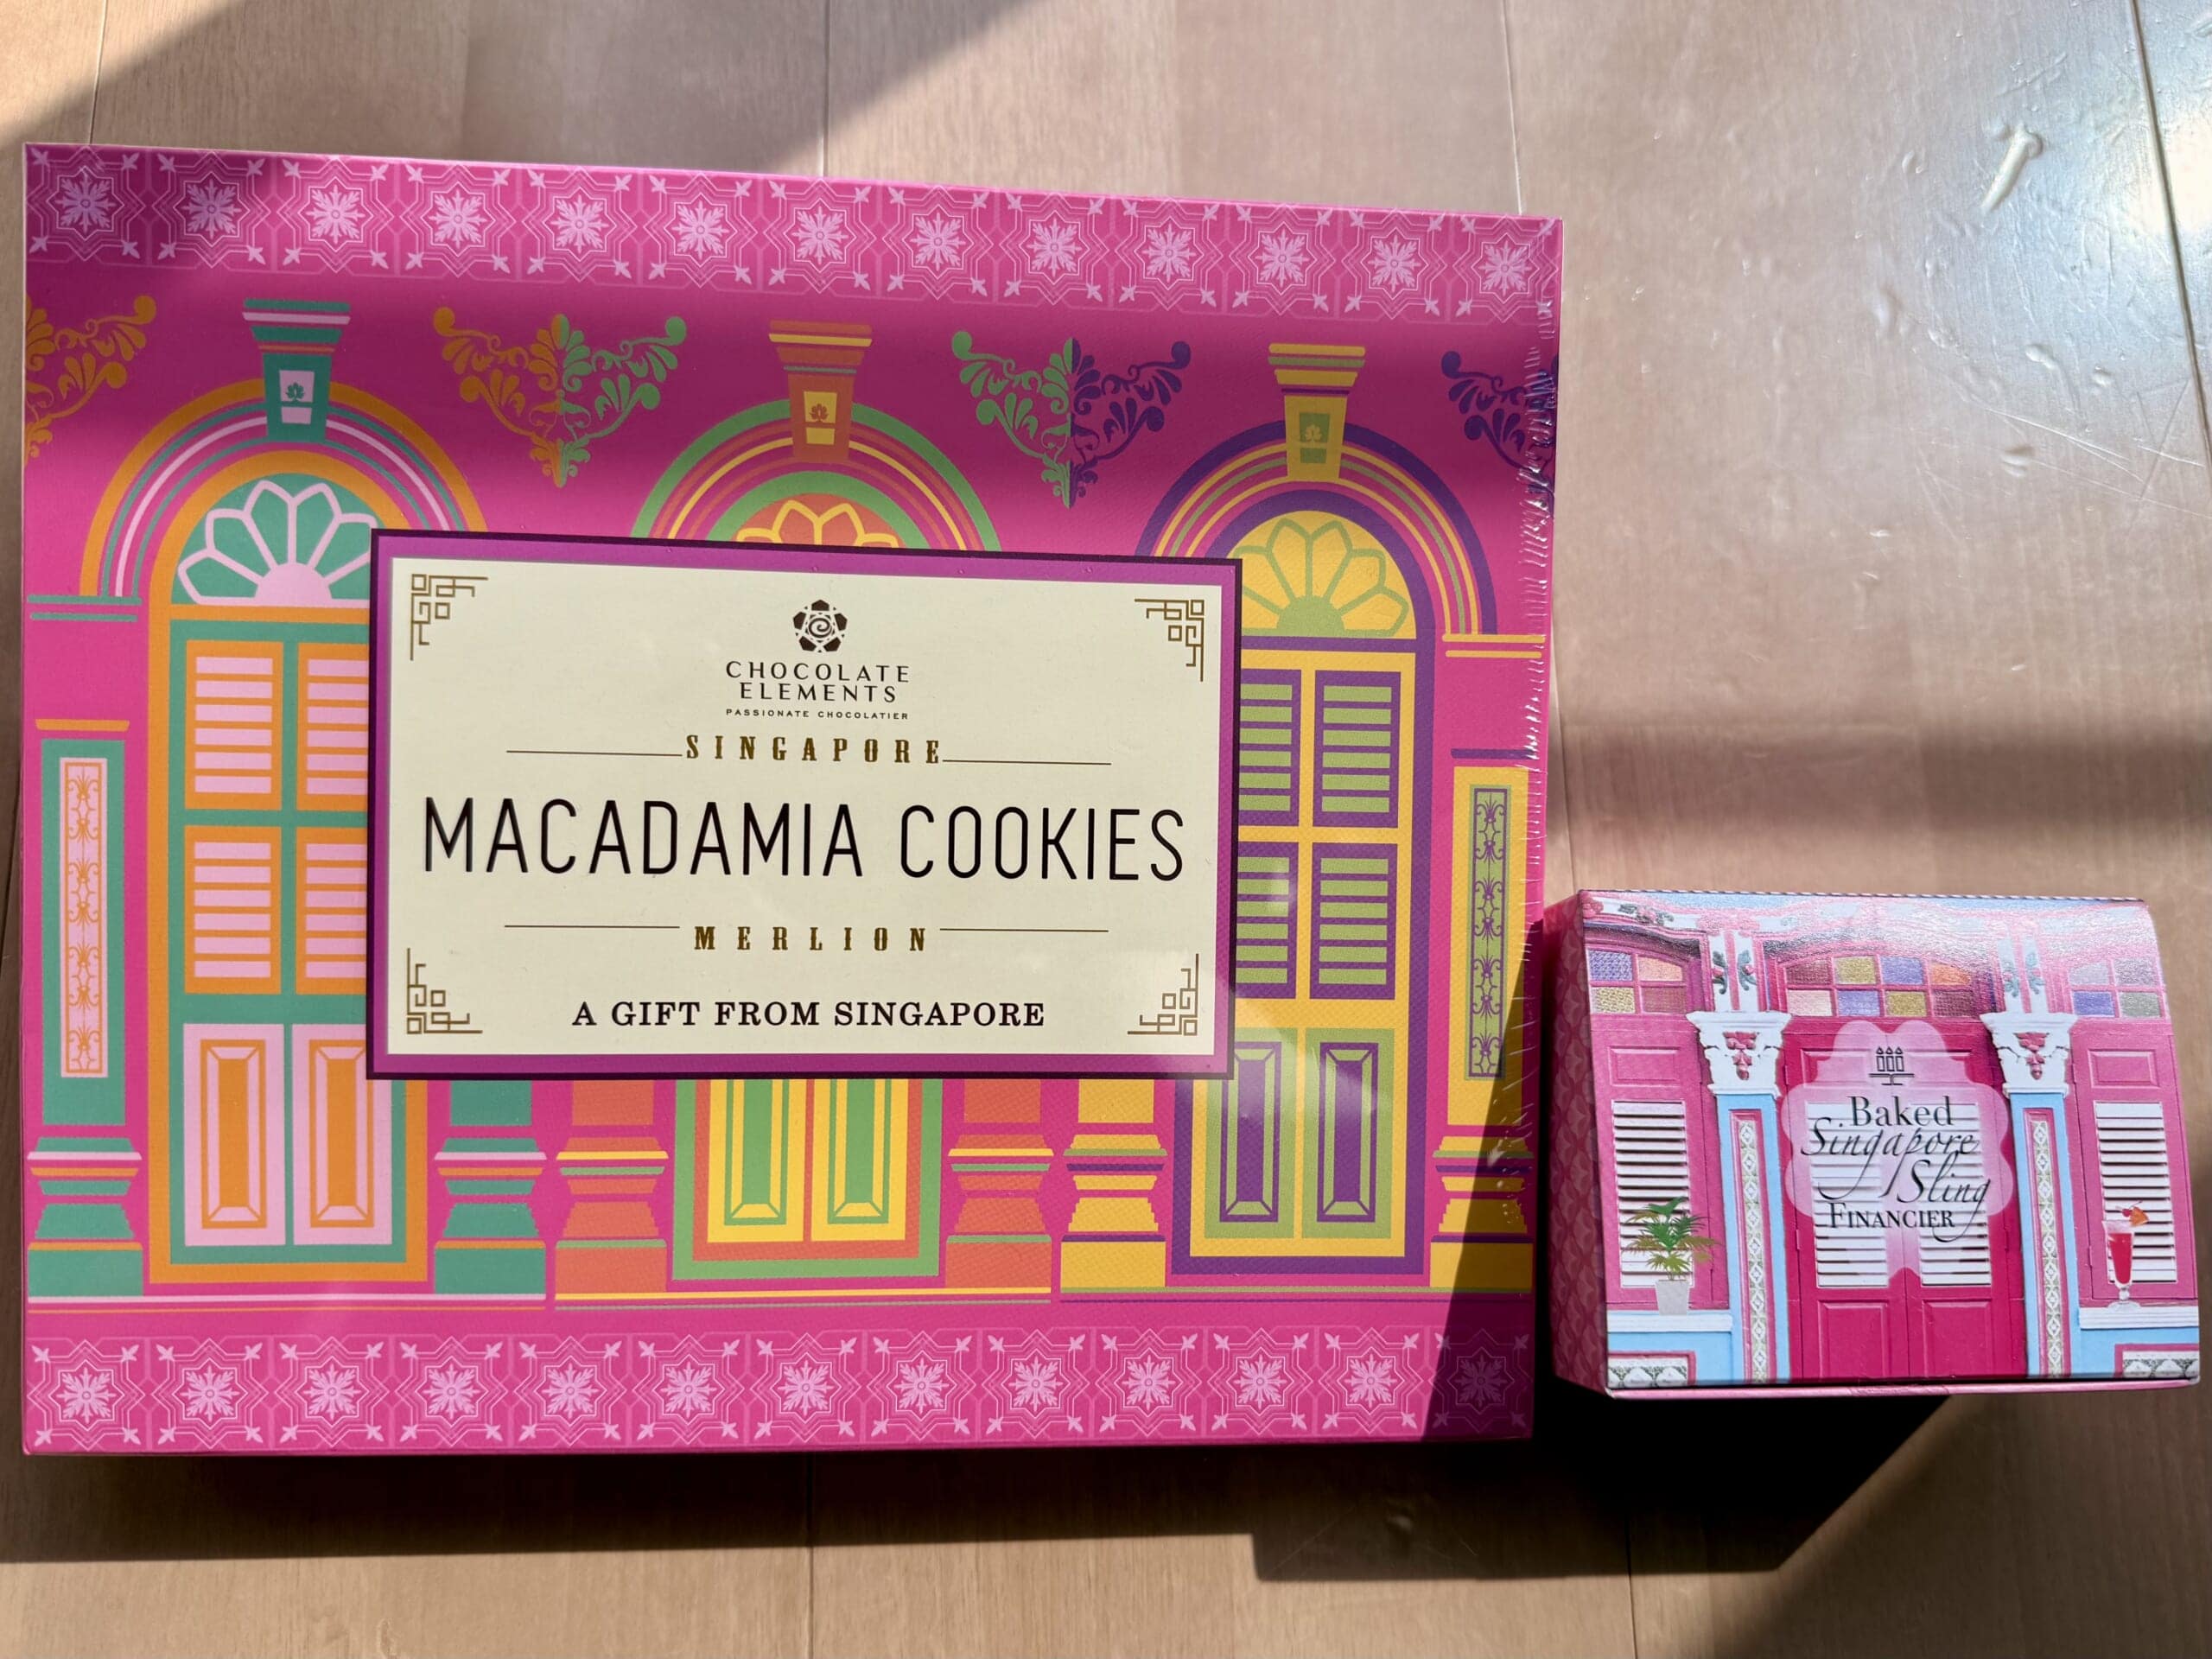 CHOCOLATE
ELEMENTS
PASSIONATE CHOCOLATIER
SINGAPORE
MACADAMIA COOKIES
MERLION
A GIFT FROM SINGAPORE
Baked
Singapore
Sling
FINANCIER